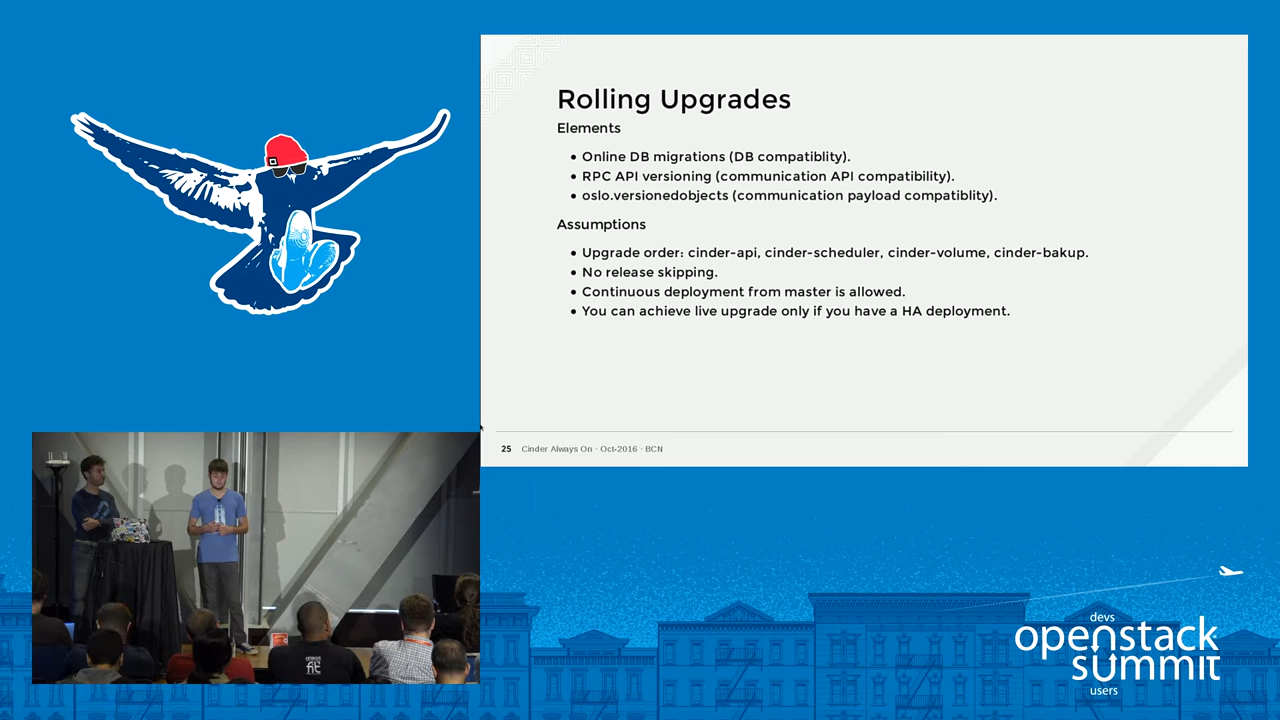 Rolling Upgrades
Elements
• Online DB migrations (DB compatiblity).
• RPC API versioning (communication API compatibility).
• oslo.versionedobjects (communication payload compatiblity).
Assumptions
• Upgrade order: cinder-api, cinder-scheduler, cinder-volume, cinder-bakup.
• No release skipping.
• Continuous deployment from master is allowed.
• You can achieve live upgrade only if you have a HA deployment.
25 Cinder Always On · Oct-2016 · BCN
devs
openstack
summit
users